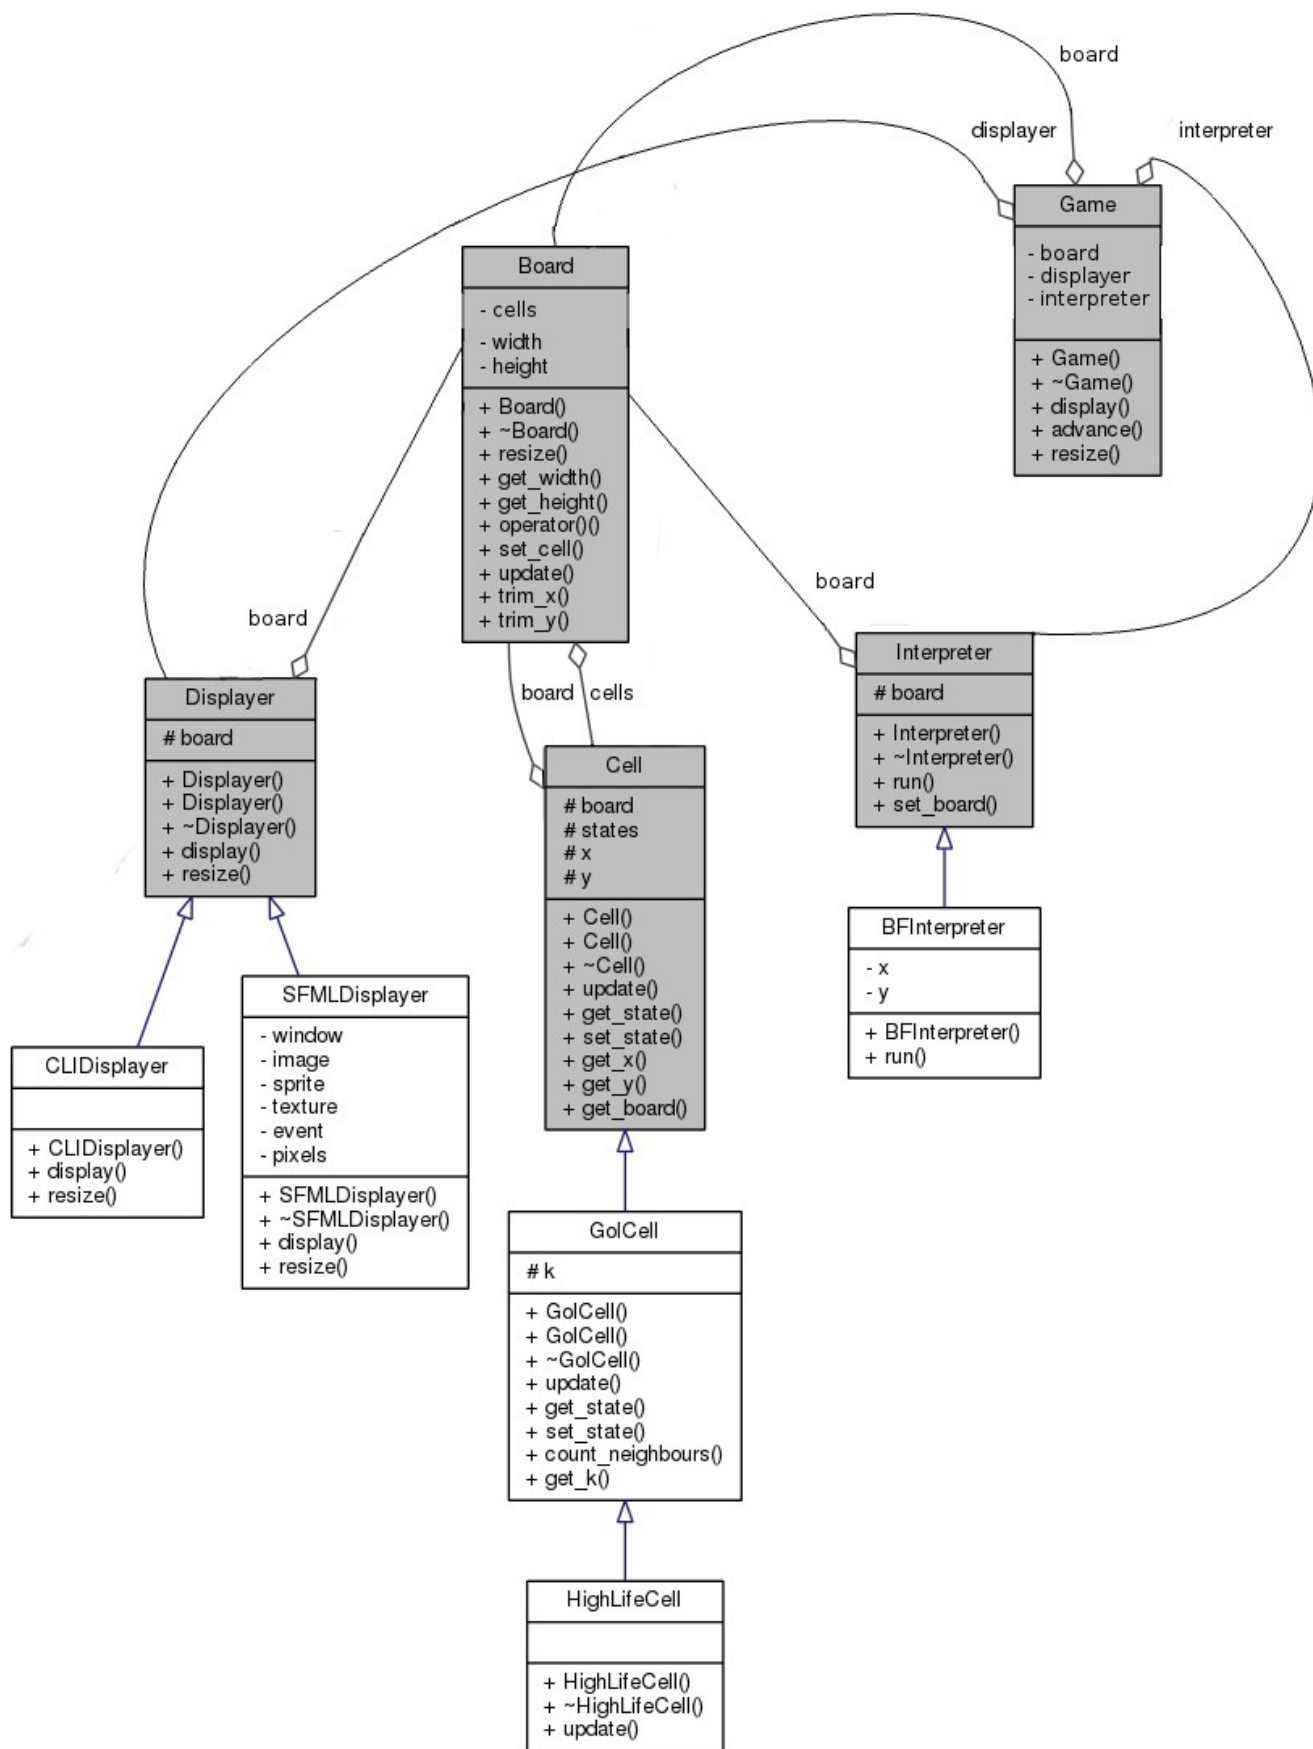 board
displayer
interpreter
Game
- board
- displayer
- interpreter
+ Game()
+ ~Game()
+ display()
+ advance()
+ resize()
Board
- cells
- width
- height
+ Board()
+ ~Board()
+ resize()
+ get_width()
+ get_height()
+ operator()()
+ set_cell()
+ update()
+ trim_x()
+ trim_y()
board
board
board
cells
Displayer
# board
+ Displayer()
+ Displayer()
+ ~Displayer()
+ display()
+ resize()
Cell
# board
# states
# x
# y
+ Cell()
+ Cell()
+ ~Cell()
+ update()
+ get_state()
+ set_state()
+ get_x()
+ get_y()
+ get_board()
Interpreter
# board
+ Interpreter()
+ ~Interpreter()
+ run()
+ set_board()
BFInterpreter
- x
- y
+ BFInterpreter()
+ run()
CLIDisplayer
+ CLIDisplayer()
+ display()
+ resize()
SFMLDisplayer
- window
- image
- sprite
- texture
- event
- pixels
+ SFMLDisplayer()
+ ~SFMLDisplayer()
+ display()
+ resize()
GolCell
# k
+ GolCell()
+ GolCell()
+ ~GolCell()
+ update()
+ get_state()
+ set_state()
+ count_neighbours()
+ get_k()
HighLifeCell
+ HighLifeCell()
+ ~HighLifeCell()
+ update()